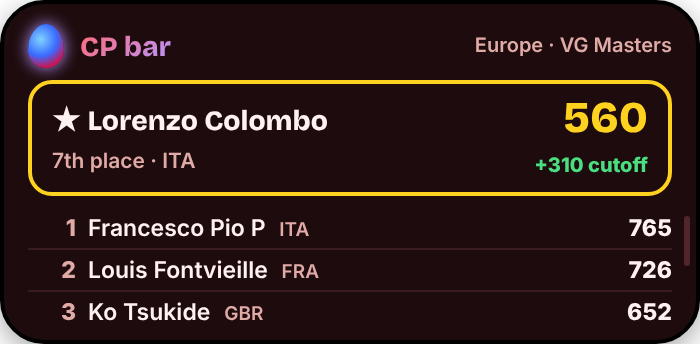 CP bar
Europe · VG Masters
★ Lorenzo Colombo
560
7th place · ITA
+310 cutoff
1 Francesco Pio P ITA 765
2 Louis Fontvieille FRA 726
3 Ko Tsukide GBR 652